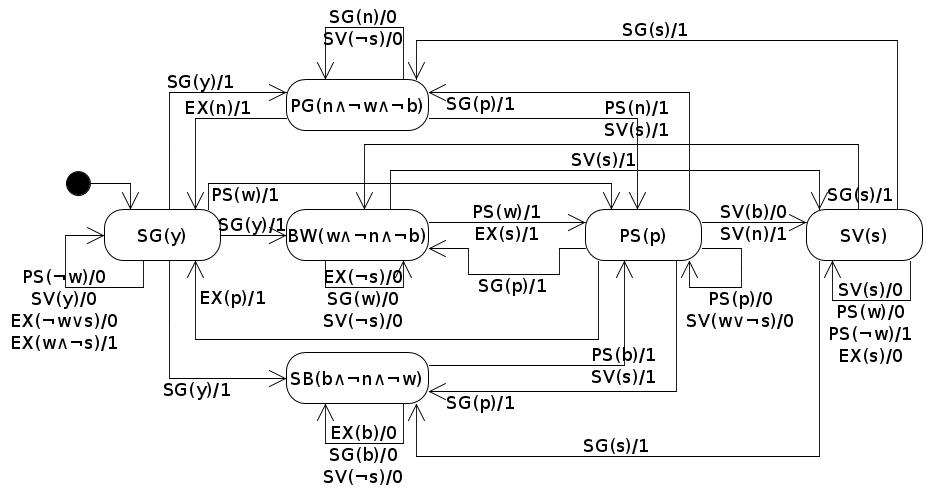 SG(n)/0
SV(¬s)/0
SG(s)/1
SG(y)/1
PG(n∧¬w∧¬b)
SG(p)/1
EX(n)/1
PS(n)/1
SV(s)/1
SV(s)/1
PS(w)/1
SG(s)/1
SG(y)
SG(y)/1
BW(w∧¬n∧¬b)
PS(w)/1
EX(s)/1
PS(p)
SV(b)/0
SV(n)/1
SV(s)
PS(¬w)/0
SV(y)/0
EX(¬w∨s)/0
EX(w∧¬s)/1
EX(p)/1
EX(¬s)/0
SG(w)/0
SV(¬s)/0
SG(p)/1
PS(p)/0
SV(w∨¬s)/0
SV(s)/0
PS(w)/0
PS(¬w)/1
EX(s)/0
PS(b)/1
SV(s)/1
SG(y)/1
SB(b∧¬n∧¬w)
SG(p)/1
EX(b)/0
SG(b)/0
SV(¬s)/0
SG(s)/1